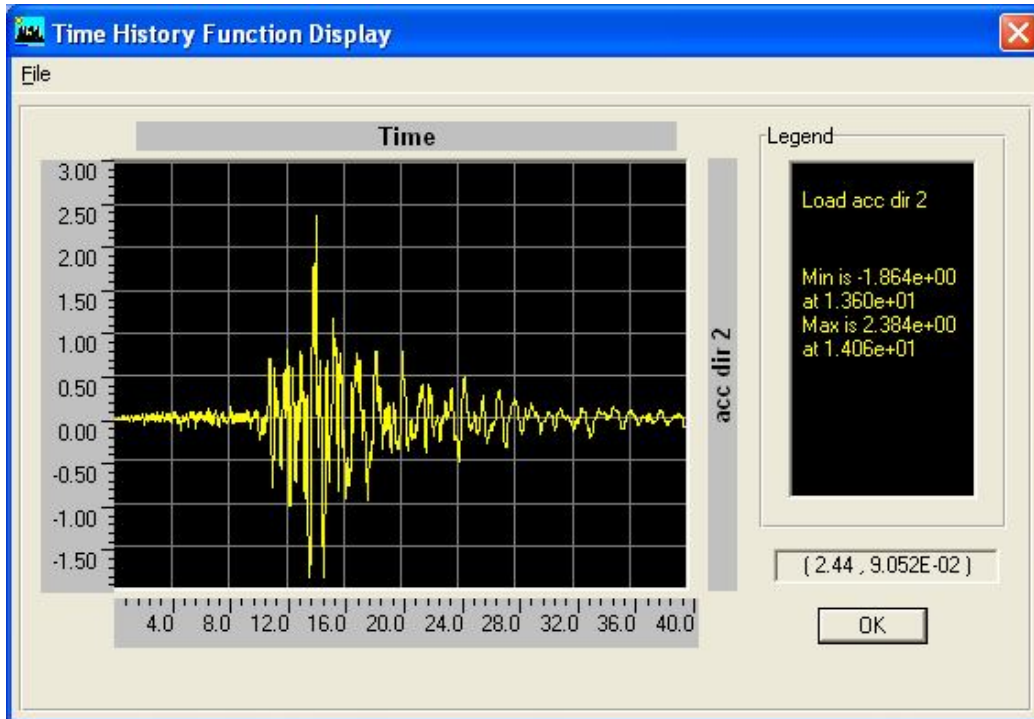 Time History Function Display
File
Time
3.00
2.50
2.00
1.50
1.00
0.50
0.00
-0.50
-1.00
-1.50
4.0 8.0 12.0 16.0 20.0 24.0 28.0 32.0 36.0 40.0
acc dir 2
Legend
Load acc dir 2
Min is -1.864e+00
at 1.360e+01
Max is 2.384e+00
at 1.406e+01
( 2.44 , 9.052E-02 )
OK